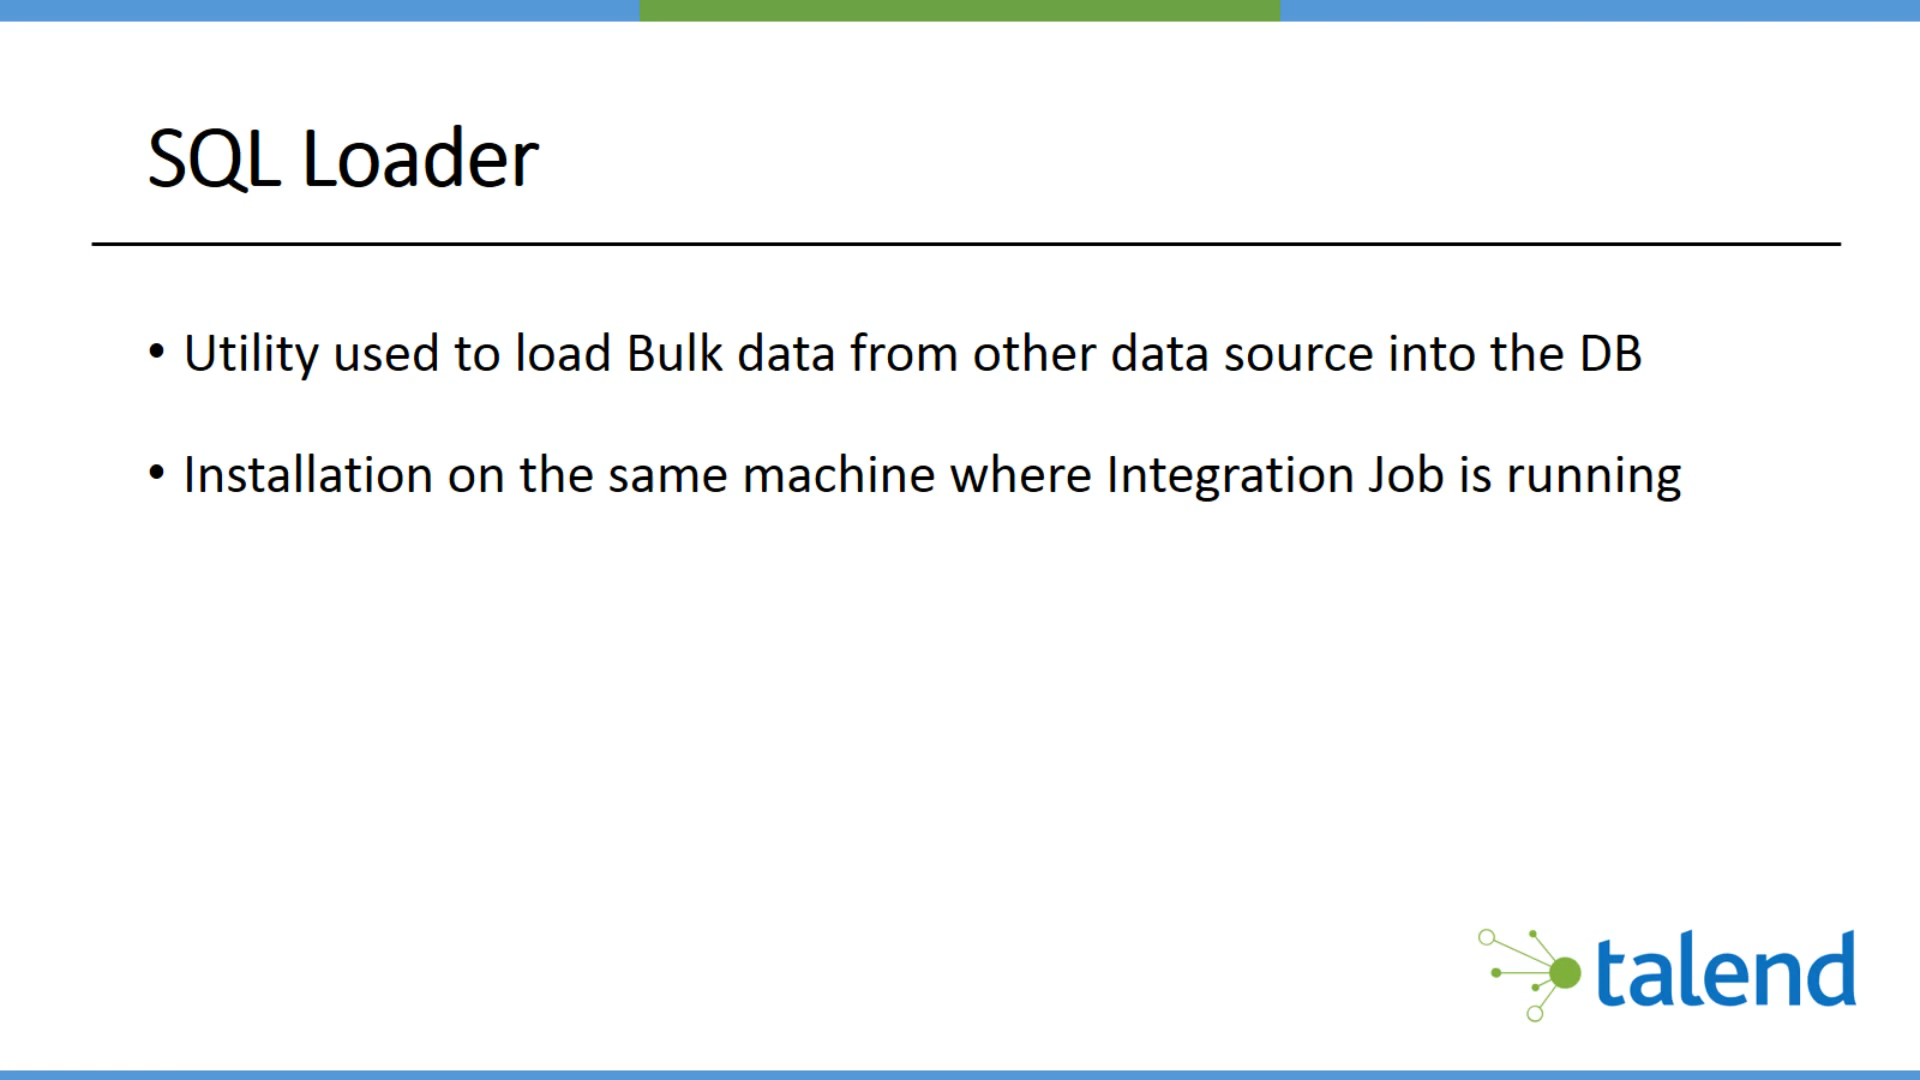 SQL Loader
• Utility used to load Bulk data from other data source into the DB
• Installation on the same machine where Integration Job is running
talend